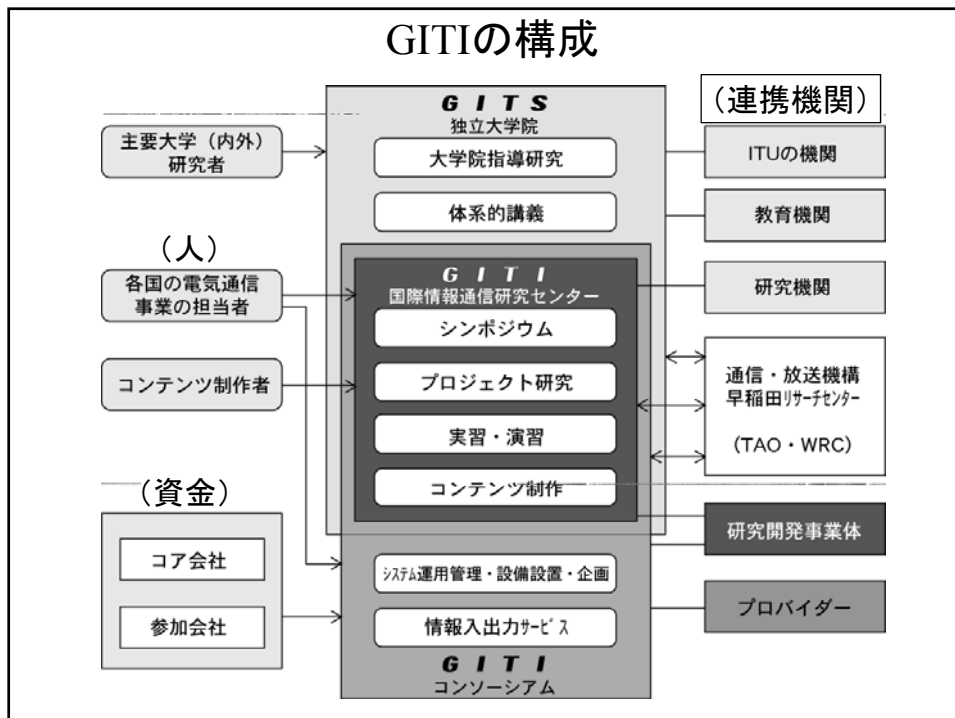 GITIの構成
GITS
独立大学院
大学院指導研究
体系的講義
GITI
国際情報通信研究センター
シンポジウム
プロジェクト研究
実習・演習
コンテンツ制作
システム運用管理・設備設置・企画
情報入出力サービス
GITI
コンソーシアム
主要大学（内外）
研究者
（人）
各国の電気通信
事業の担当者
コンテンツ制作者
（資金）
コア会社
参加会社
（連携機関）
ITUの機関
教育機関
研究機関
通信・放送機構
早稲田ﾘｻｰﾁｾﾝﾀｰ
（TAO・WRC）
研究開発事業体
プロバイダー